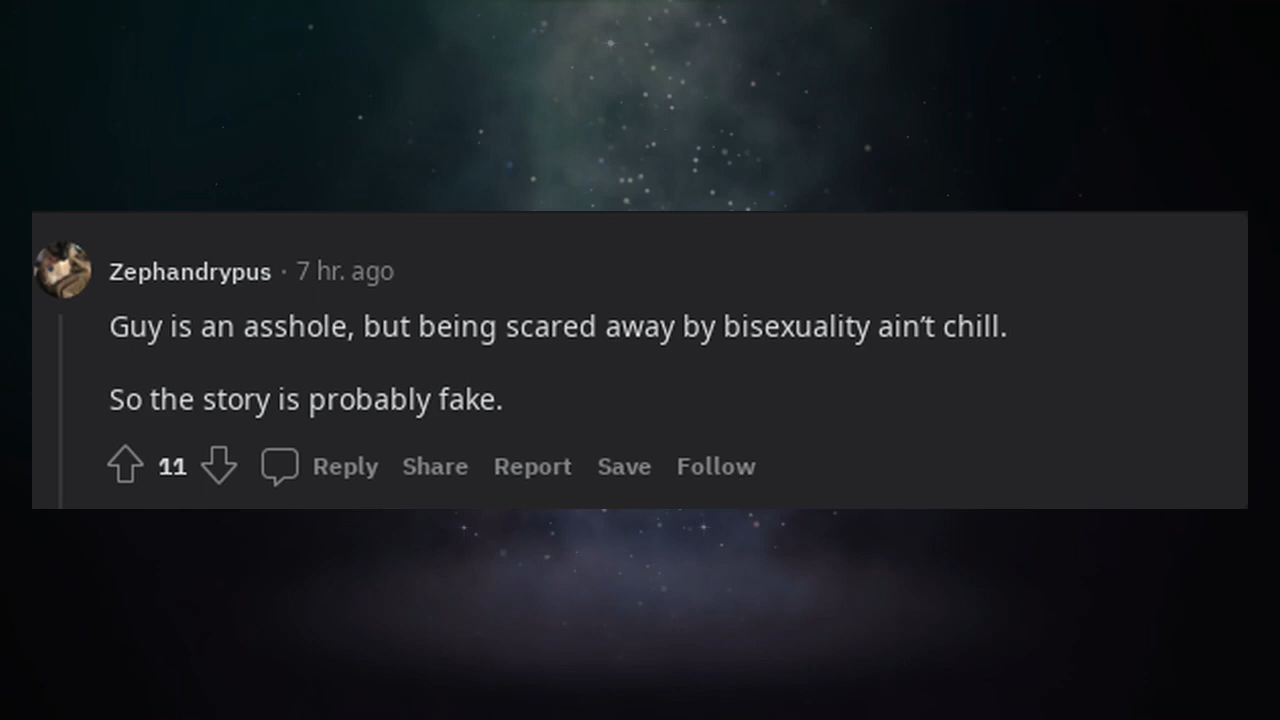 Zephandrypus · 7 hr. ago
Guy is an asshole, but being scared away by bisexuality ain’t chill.
So the story is probably fake.
11 Reply Share Report Save Follow